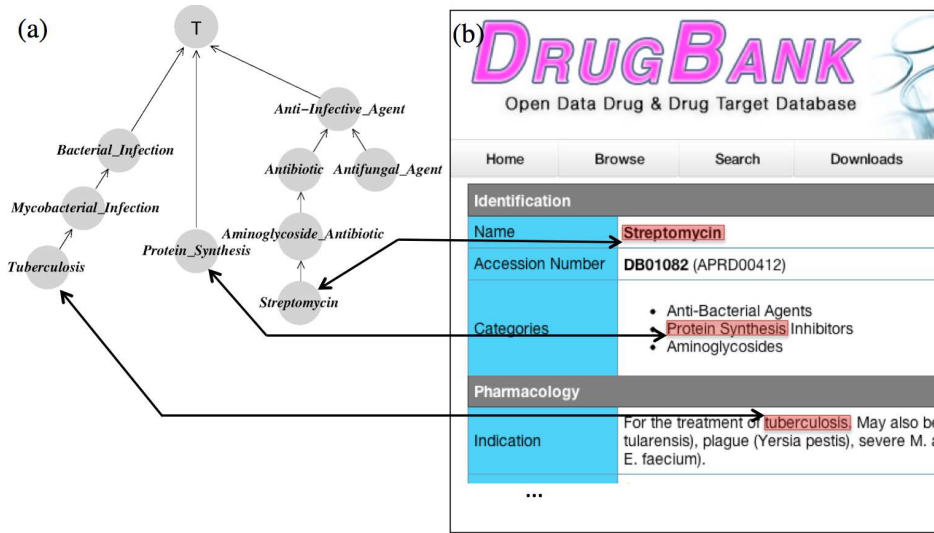 (a)
T
Anti-Infective_Agent
Bacterial_Infection
Antibiotic
Antifungal_Agent
Mycobacterial_Infection
Aminoglycoside_Antibiotic
Protein_Synthesis
Tuberculosis
Streptomycin
(b)
DRUGBANK
Open Data Drug & Drug Target Database
Home Browse Search Downloads
Identification
Name Streptomycin
Accession Number DB01082 (APRD00412)
Categories
• Anti-Bacterial Agents
• Protein Synthesis Inhibitors
• Aminoglycosides
Pharmacology
Indication
For the treatment of tuberculosis. May also be
tularensis), plague (Yersia pestis), severe M. a
E. faecium).
...